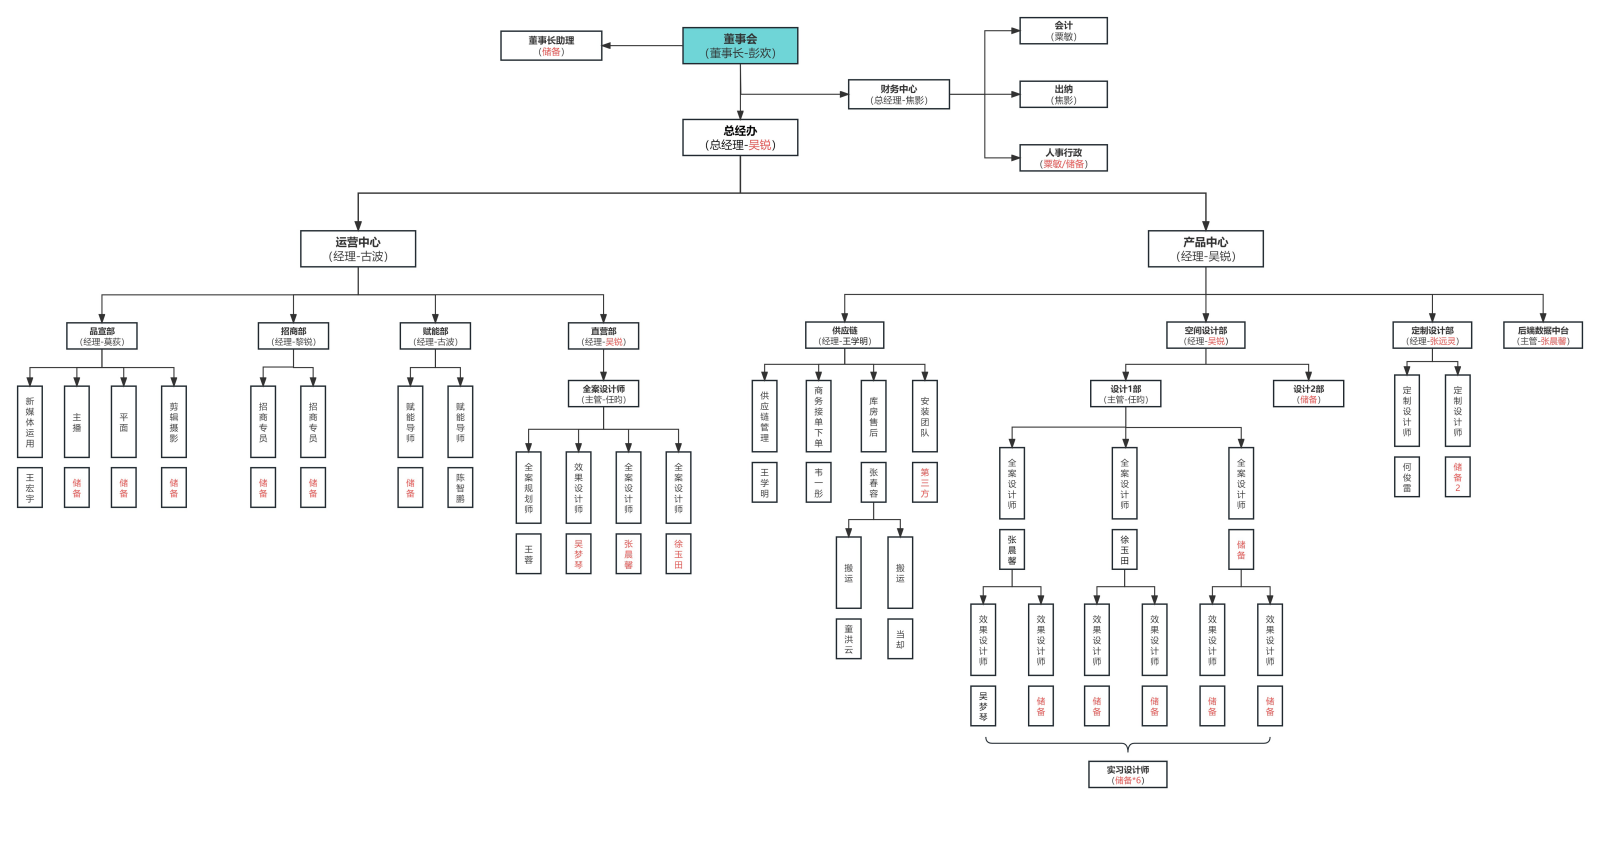 董事会
(董事长-彭欢)
董事长助理
(储备)
会计
(粟敏)
财务中心
(总经理-焦影)
出纳
(焦影)
总经办
(总经理-吴锐)
人事行政
(粟敏/储备)
运营中心
(经理-古波)
产品中心
(经理-吴锐)
品宣部
(经理-莫荻)
招商部
(经理-黎锐)
赋能部
(经理-古波)
直营部
(经理-吴锐)
供应链
(经理-王学明)
空间设计部
(经理-吴锐)
定制设计部
(经理-张远灵)
后端数据中台
(主管-张晨馨)
新媒体运用
主播
平面
剪辑摄影
招商专员
招商专员
赋能导师
赋能导师
王宏宇
储备
储备
储备
储备
储备
储备
陈智鹏
全案设计师
(主管-任昀)
全案规划师
效果设计师
全案设计师
全案设计师
王蓉
吴梦琴
张晨馨
徐玉田
供应链管理
商务接单下单
库房售后
安装团队
王学明
韦一彤
张春容
第三方
搬运
搬运
童洪云
当却
设计1部
(主管-任昀)
设计2部
(储备)
全案设计师
全案设计师
全案设计师
张晨馨
徐玉田
储备
效果设计师
效果设计师
效果设计师
效果设计师
效果设计师
效果设计师
吴梦琴
储备
储备
储备
储备
储备
实习设计师
(储备*6)
定制设计师
定制设计师
何俊雷
储备2